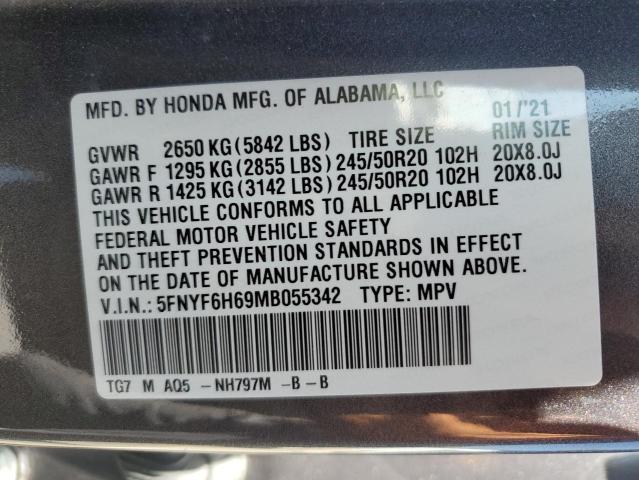 MFD. BY HONDA MFG. OF ALABAMA, LLC 01/'21
GVWR 2650 KG (5842 LBS) TIRE SIZE RIM SIZE
GAWR F 1295 KG (2855 LBS) 245/50R20 102H 20X8.0J
GAWR R 1425 KG (3142 LBS) 245/50R20 102H 20X8.0J
THIS VEHICLE CONFORMS TO ALL APPLICABLE
FEDERAL MOTOR VEHICLE SAFETY
AND THEFT PREVENTION STANDARDS IN EFFECT
ON THE DATE OF MANUFACTURE SHOWN ABOVE.
V.I.N.: 5FNYF6H69MB055342 TYPE: MPV
TG7 M AQ5 -NH797M -B-B